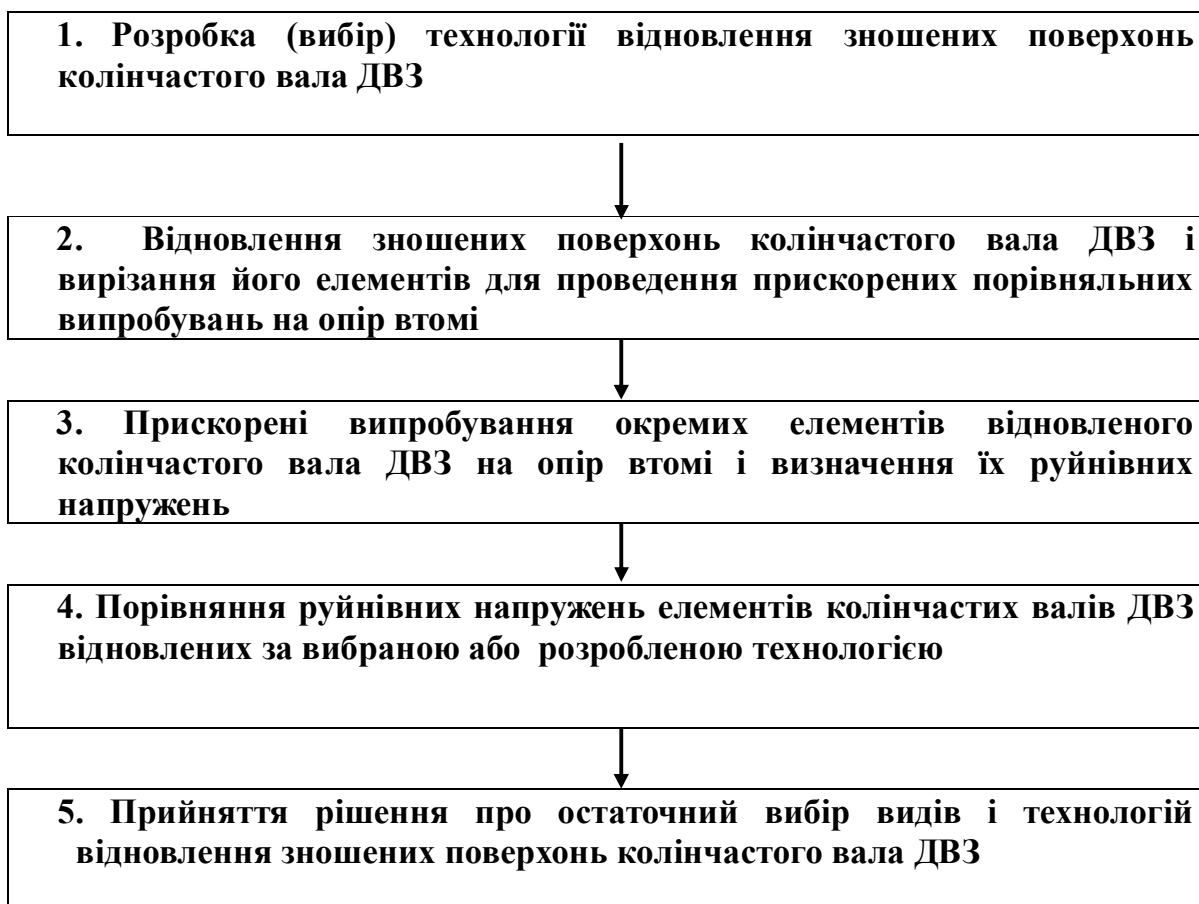 1. Розробка (вибір) технології відновлення зношених поверхонь
колінчастого вала ДВЗ
2. Відновлення зношених поверхонь колінчастого вала ДВЗ і
вирізання його елементів для проведення прискорених порівняльних
випробувань на опір втомі
3. Прискорені випробування окремих елементів відновленого
колінчастого вала ДВЗ на опір втомі і визначення їх руйнівних
напружень
4. Порівняння руйнівних напружень елементів колінчастих валів ДВЗ
відновлених за вибраною або розробленою технологією
5. Прийняття рішення про остаточний вибір видів і технологій
відновлення зношених поверхонь колінчастого вала ДВЗ